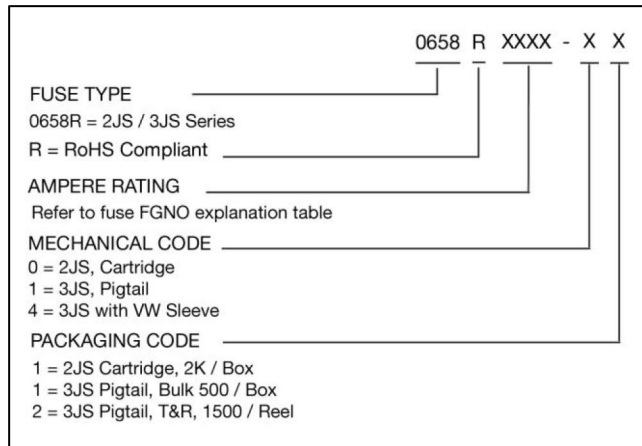 0658 R XXXX - X X
FUSE TYPE
0658R = 2JS / 3JS Series
R = RoHS Compliant
AMPERE RATING
Refer to fuse FGNO explanation table
MECHANICAL CODE
0 = 2JS, Cartridge
1 = 3JS, Pigtail
4 = 3JS with VW Sleeve
PACKAGING CODE
1 = 2JS Cartridge, 2K / Box
1 = 3JS Pigtail, Bulk 500 / Box
2 = 3JS Pigtail, T&R, 1500 / Reel